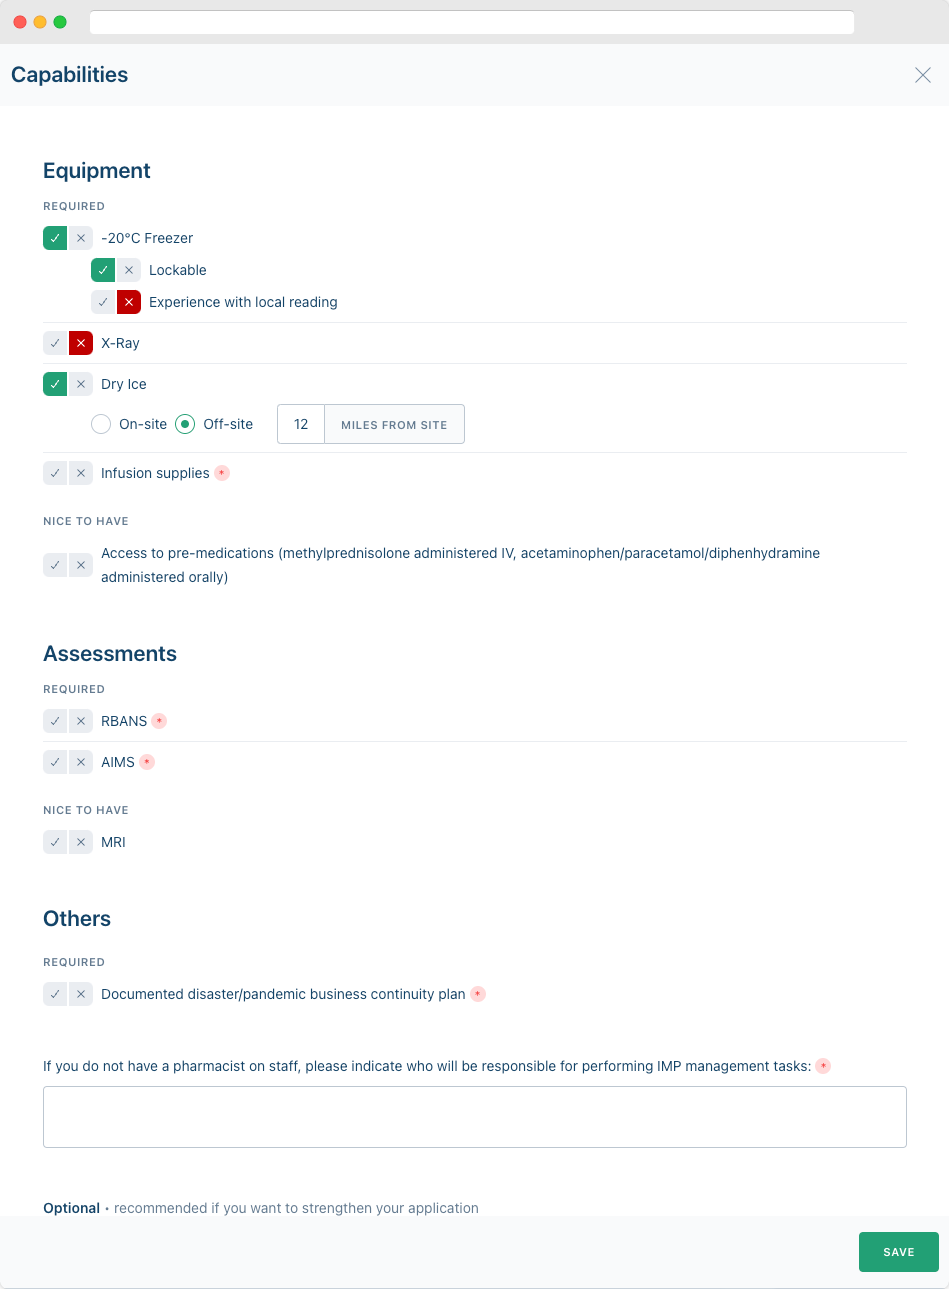 Capabilities
Equipment
REQUIRED
-20°C Freezer
Lockable
Experience with local reading
X-Ray
Dry Ice
On-site Off-site 12 MILES FROM SITE
Infusion supplies *
NICE TO HAVE
Access to pre-medications (methylprednisolone administered IV, acetaminophen/paracetamol/diphenhydramine
administered orally)
Assessments
REQUIRED
RBANS *
AIMS *
NICE TO HAVE
MRI
Others
REQUIRED
Documented disaster/pandemic business continuity plan *
If you do not have a pharmacist on staff, please indicate who will be responsible for performing IMP management tasks: *
Optional • recommended if you want to strengthen your application
SAVE